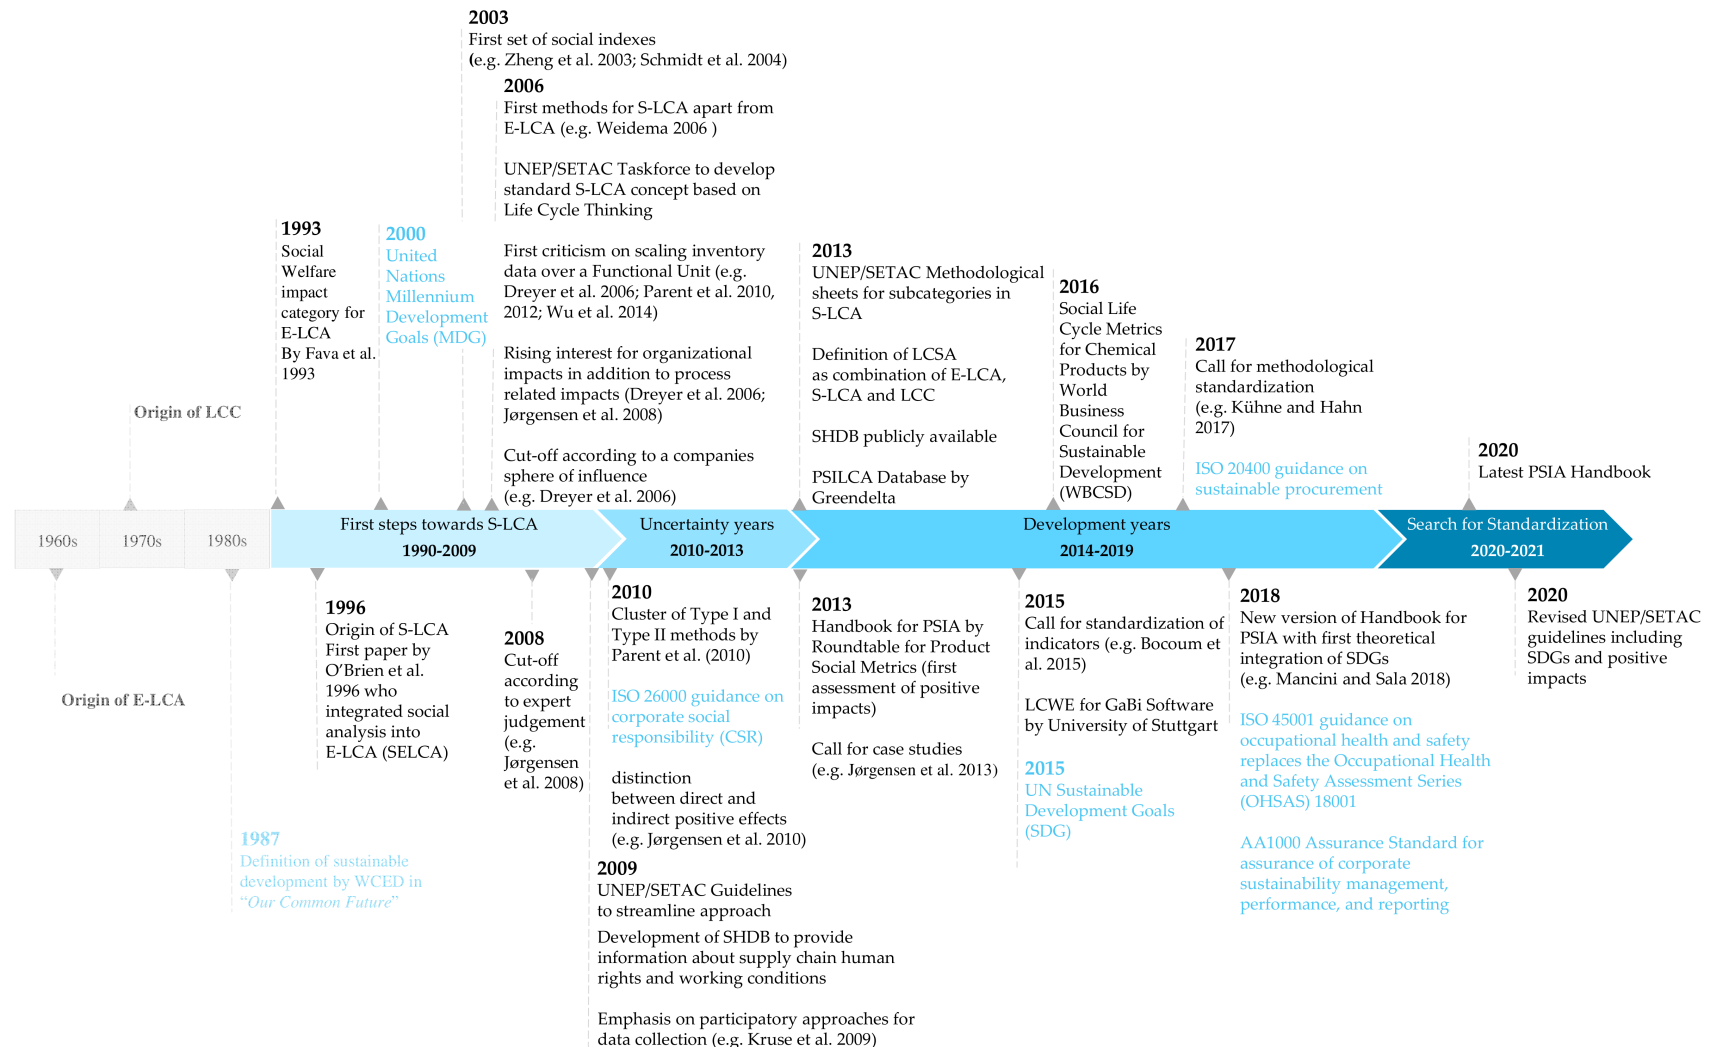 2003
First set of social indexes
(e.g. Zheng et al. 2003; Schmidt et al. 2004)
2006
First methods for S-LCA apart from
E-LCA (e.g. Weidema 2006 )
UNEP/SETAC Taskforce to develop
standard S-LCA concept based on
Life Cycle Thinking
First criticism on scaling inventory
data over a Functional Unit (e.g.
Dreyer et al. 2006; Parent et al. 2010,
2012; Wu et al. 2014)
Rising interest for organizational
impacts in addition to process
related impacts (Dreyer et al. 2006;
Jørgensen et al. 2008)
Cut-off according to a companies
sphere of influence
(e.g. Dreyer et al. 2006)
1993
Social
Welfare
impact
category for
E-LCA
By Fava et al.
1993
2000
United
Nations
Millennium
Development
Goals (MDG)
Origin of LCC
2013
UNEP/SETAC Methodological
sheets for subcategories in
S-LCA
Definition of LCSA
as combination of E-LCA,
S-LCA and LCC
SHDB publicly available
PSILCA Database by
Greendelta
2016
Social Life
Cycle Metrics
for Chemical
Products by
World
Business
Council for
Sustainable
Development
(WBCSD)
2017
Call for methodological
standardization
(e.g. Kühne and Hahn
2017)
ISO 20400 guidance on
sustainable procurement
2020
Latest PSIA Handbook
1960s
1970s
1980s
First steps towards S-LCA
1990-2009
Uncertainty years
2010-2013
Development years
2014-2019
Search for Standardization
2020-2021
Origin of E-LCA
1987
Definition of sustainable
development by WCED in
“Our Common Future”
1996
Origin of S-LCA
First paper by
O’Brien et al.
1996 who
integrated social
analysis into
E-LCA (SELCA)
2008
Cut-off
according
to expert
judgement
(e.g.
Jørgensen
et al. 2008)
2010
Cluster of Type I and
Type II methods by
Parent et al. (2010)
ISO 26000 guidance on
corporate social
responsibility (CSR)
distinction
between direct and
indirect positive effects
(e.g. Jørgensen et al. 2010)
2009
UNEP/SETAC Guidelines
to streamline approach
Development of SHDB to provide
information about supply chain human
rights and working conditions
Emphasis on participatory approaches for
data collection (e.g. Kruse et al. 2009)
2013
Handbook for PSIA by
Roundtable for Product
Social Metrics (first
assessment of positive
impacts)
Call for case studies
(e.g. Jørgensen et al. 2013)
2015
Call for standardization of
indicators (e.g. Bocoum et
al. 2015)
LCWE for GaBi Software
by University of Stuttgart
2015
UN Sustainable
Development Goals
(SDG)
2018
New version of Handbook for
PSIA with first theoretical
integration of SDGs
(e.g. Mancini and Sala 2018)
ISO 45001 guidance on
occupational health and safety
replaces the Occupational Health
and Safety Assessment Series
(OHSAS) 18001
AA1000 Assurance Standard for
assurance of corporate
sustainability management,
performance, and reporting
2020
Revised UNEP/SETAC
guidelines including
SDGs and positive
impacts